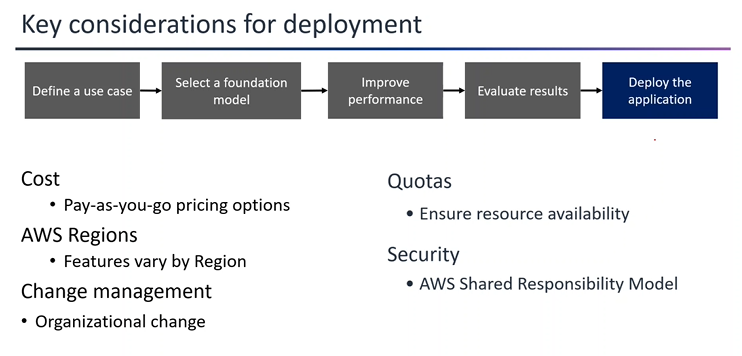 Key considerations for deployment
Define a use case
Select a foundation
model
Improve
performance
Evaluate results
Deploy the
application
Cost
• Pay-as-you-go pricing options
AWS Regions
• Features vary by Region
Change management
• Organizational change
Quotas
• Ensure resource availability
Security
• AWS Shared Responsibility Model